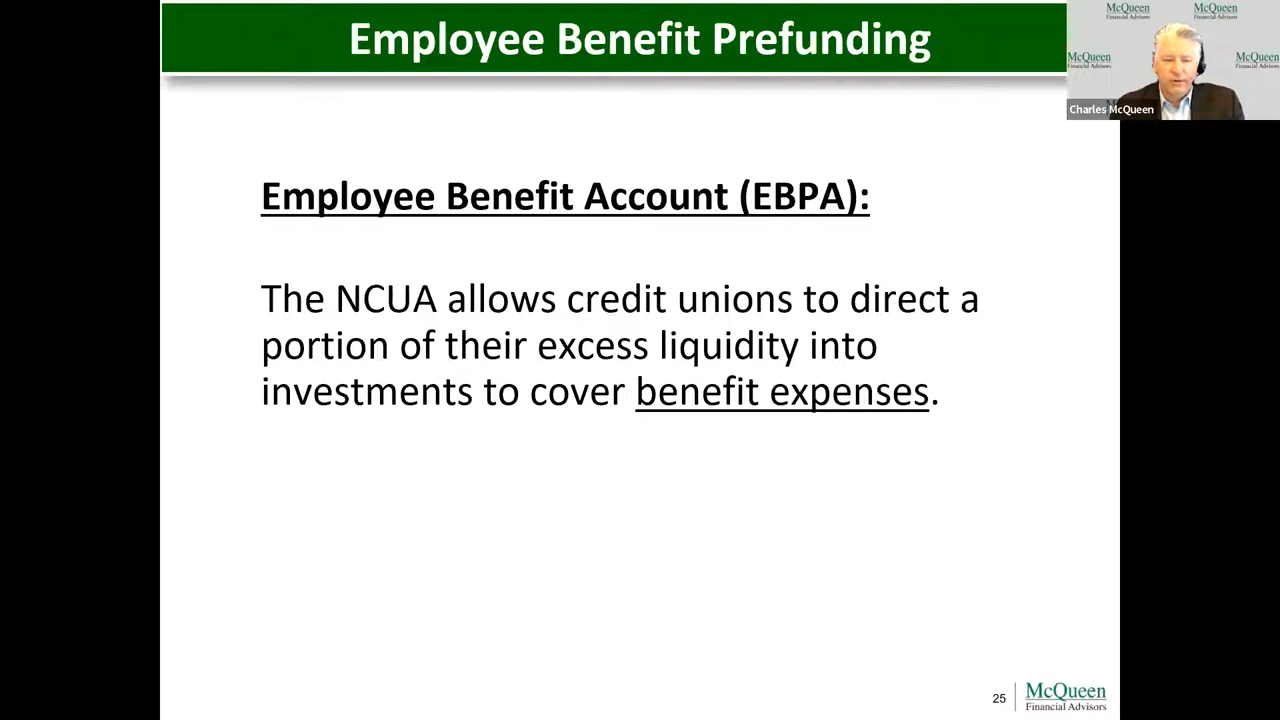 Employee Benefit Prefunding
McQueen
Financial Advisors
McQueen
Financial Advisors
McQueen
Financial Advisors
McQueen
Financial Advisors
Charles McQueen
Employee Benefit Account (EBPA):
The NCUA allows credit unions to direct a
portion of their excess liquidity into
investments to cover benefit expenses.
25
McQueen
Financial Advisors